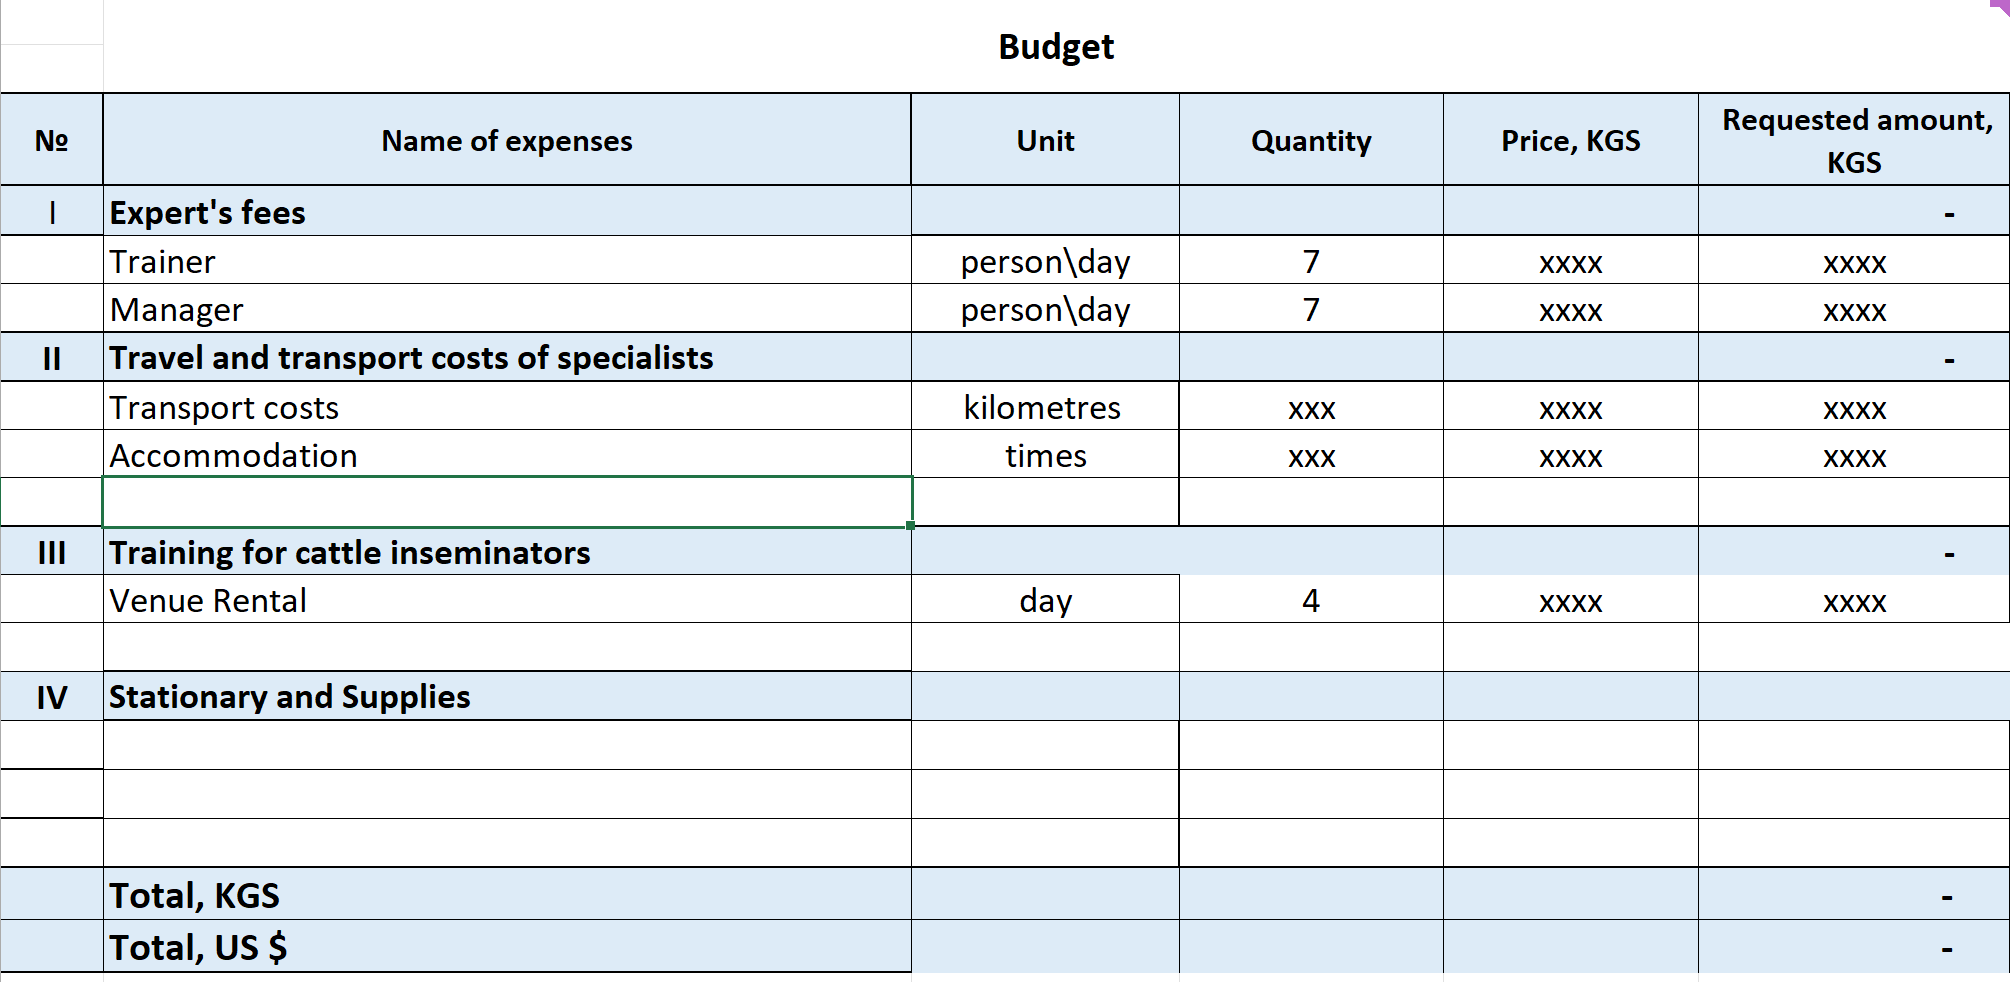 Budget
№ Name of expenses Unit Quantity Price, KGS Requested amount, KGS
I Expert's fees -
Trainer person\day 7 xxxx xxxx
Manager person\day 7 xxxx xxxx
II Travel and transport costs of specialists -
Transport costs kilometres xxx xxxx xxxx
Accommodation times xxx xxxx xxxx
III Training for cattle inseminators -
Venue Rental day 4 xxxx xxxx
IV Stationary and Supplies
Total, KGS -
Total, US $ -